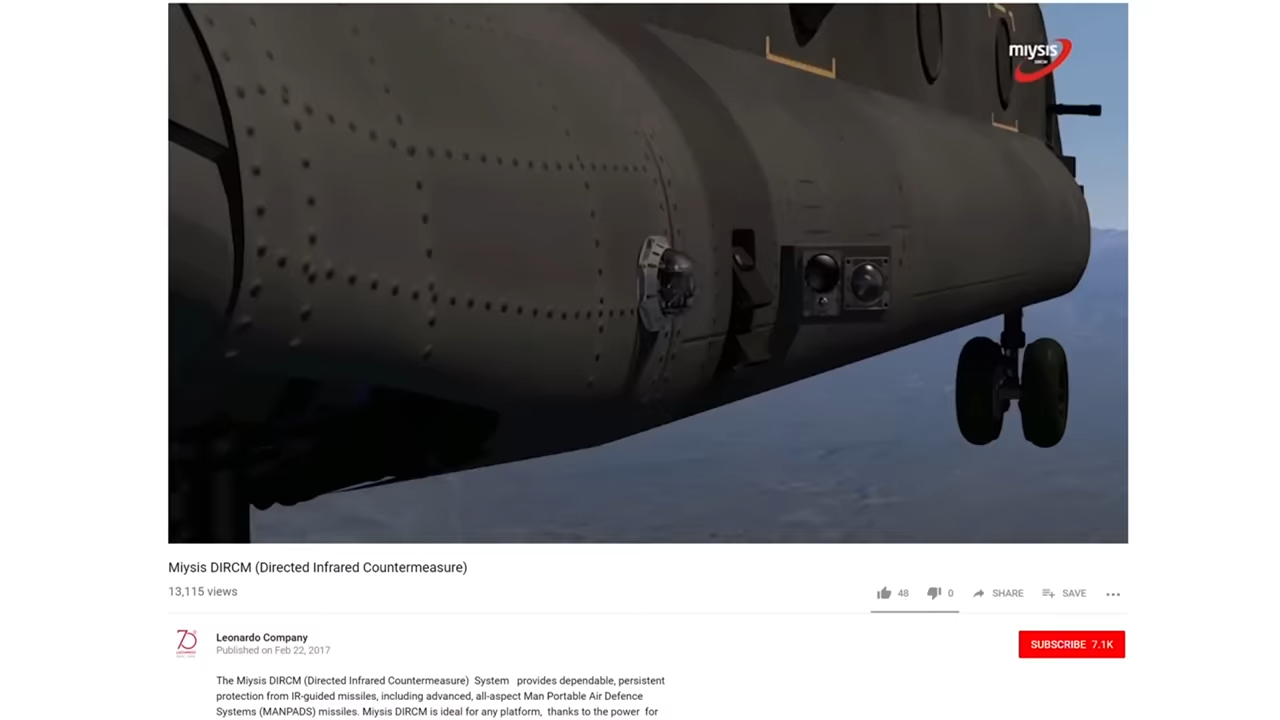 miysis
DIRCM
Miysis DIRCM (Directed Infrared Countermeasure)
13,115 views
48
0
SHARE
SAVE
70
LEONARDO
Leonardo Company
Published on Feb 22, 2017
SUBSCRIBE 7.1K
The Miysis DIRCM (Directed Infrared Countermeasure) System provides dependable, persistent
protection from IR-guided missiles, including advanced, all-aspect Man Portable Air Defence
Systems (MANPADS) missiles. Miysis DIRCM is ideal for any platform, thanks to the power for